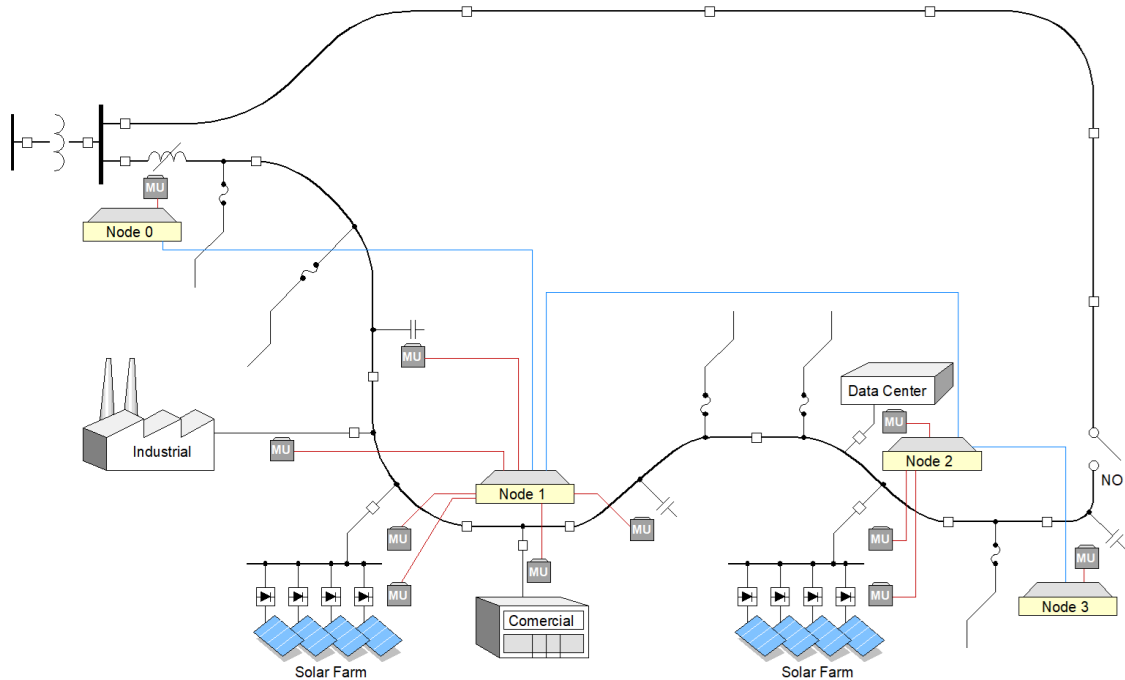 MU
Node 0
MU
Industrial
MU
Node 1
MU
MU
MU
MU
Comercial
Solar Farm
Data Center
MU
Node 2
NO
MU
MU
MU
Node 3
Solar Farm